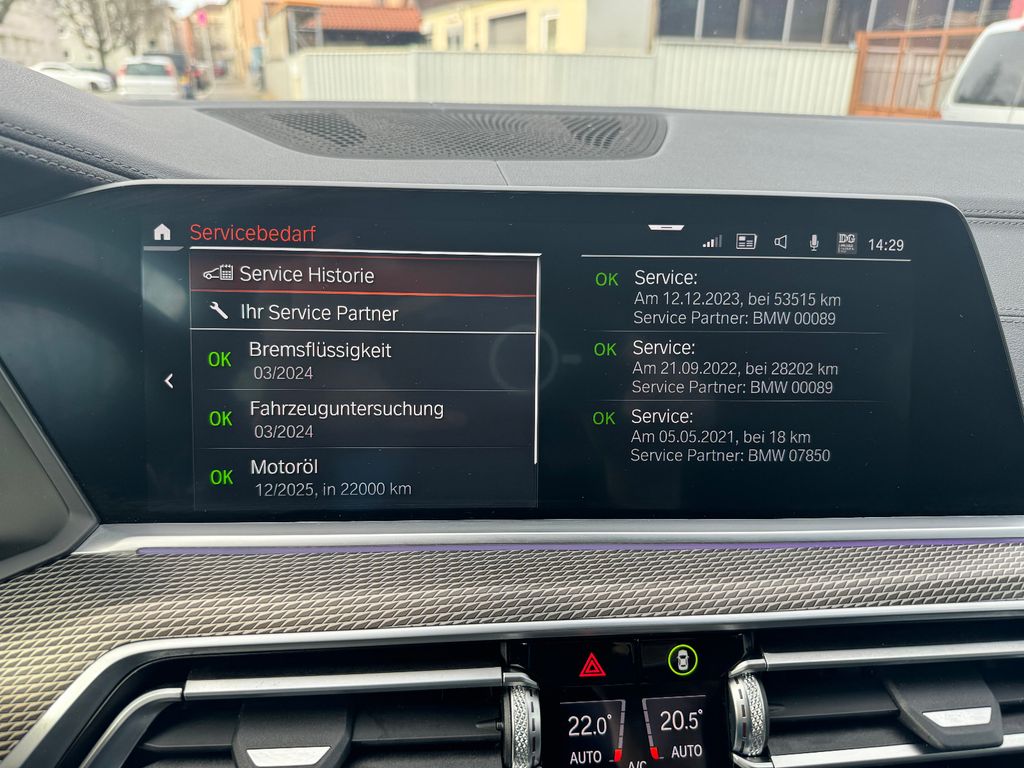 Servicebedarf
14:29
Service Historie
Ihr Service Partner
OK Bremsflüssigkeit
03/2024
OK Fahrzeuguntersuchung
03/2024
OK Motoröl
12/2025, in 22000 km
OK Service:
Am 12.12.2023, bei 53515 km
Service Partner: BMW 00089
OK Service:
Am 21.09.2022, bei 28202 km
Service Partner: BMW 00089
OK Service:
Am 05.05.2021, bei 18 km
Service Partner: BMW 07850
22.0° 20.5°
AUTO A/C AUTO